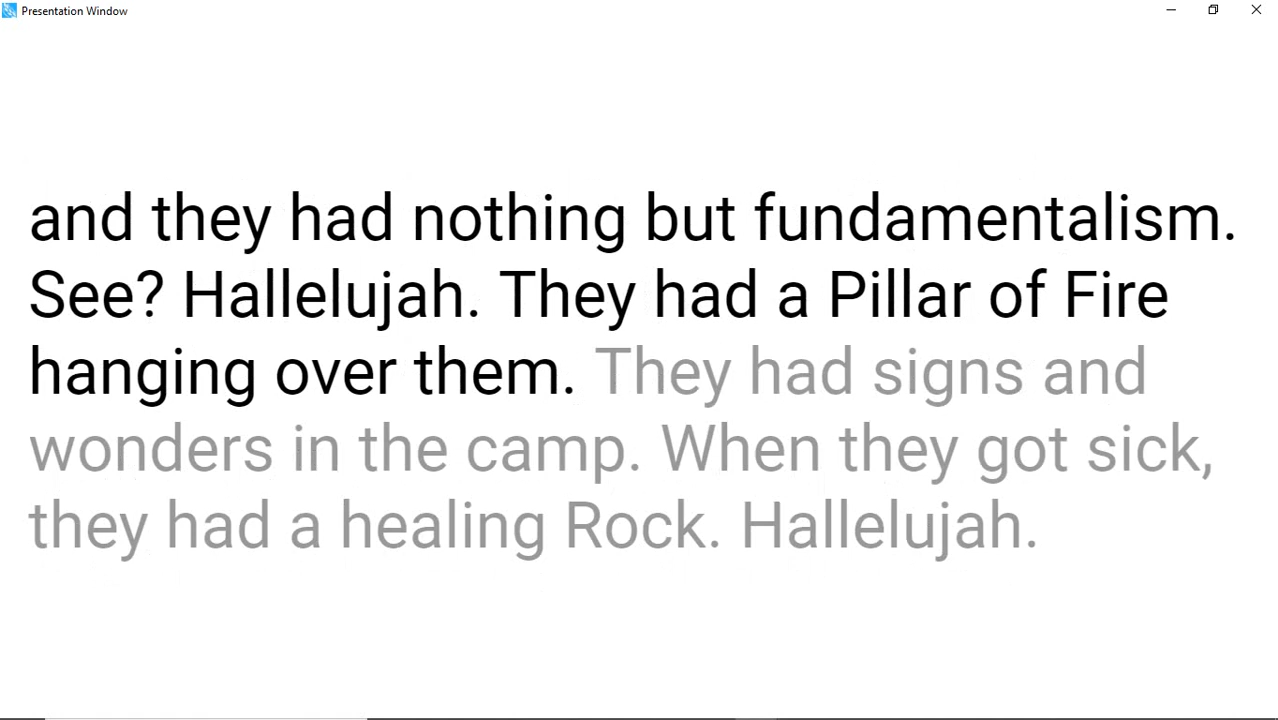 Presentation Window
and they had nothing but fundamentalism.
See? Hallelujah. They had a Pillar of Fire
hanging over them. They had signs and
wonders in the camp. When they got sick,
they had a healing Rock. Hallelujah.